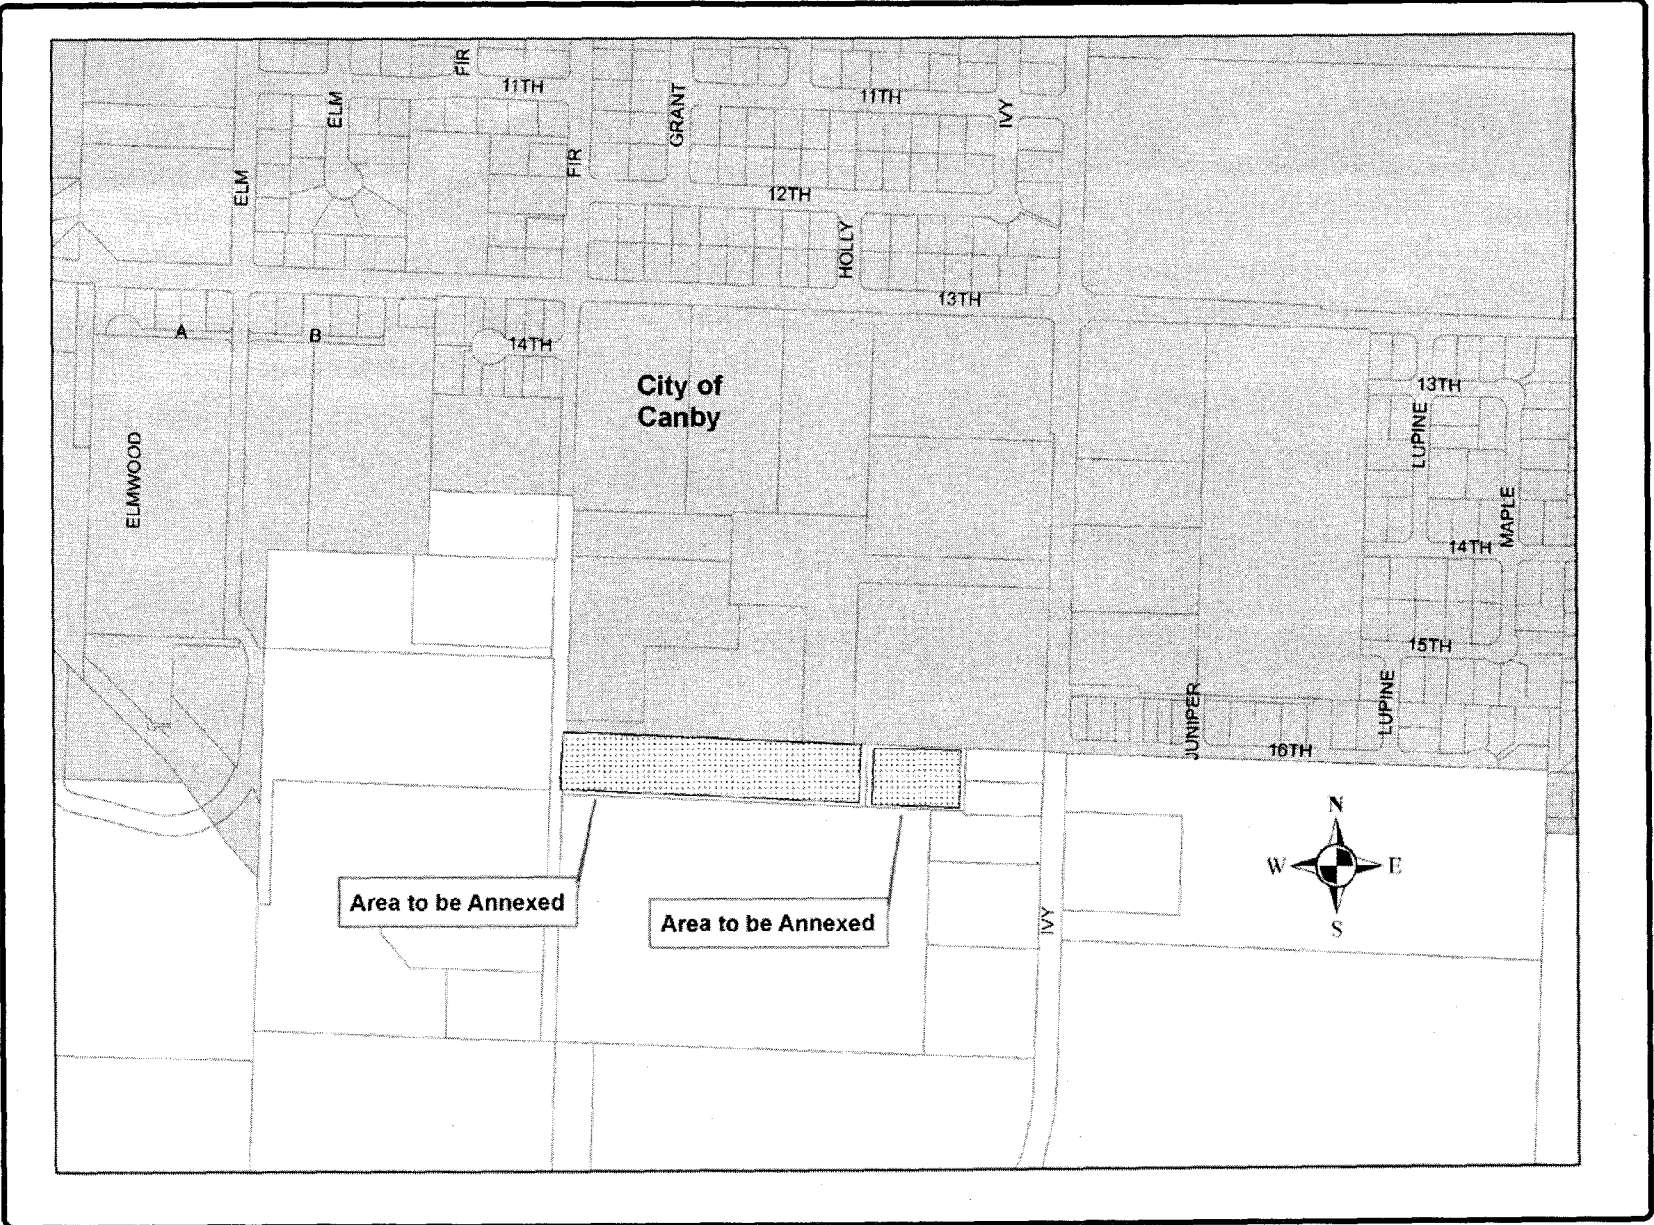 FIR
11TH
ELM
GRANT
11TH
IVY
FIR
ELM
12TH
HOLLY
13TH
A
B
14TH
City of
Canby
13TH
LUPINE
ELMWOOD
MAPLE
14TH
15TH
LUPINE
JUNIPER
16TH
N
W
E
S
Area to be Annexed
Area to be Annexed
IVY